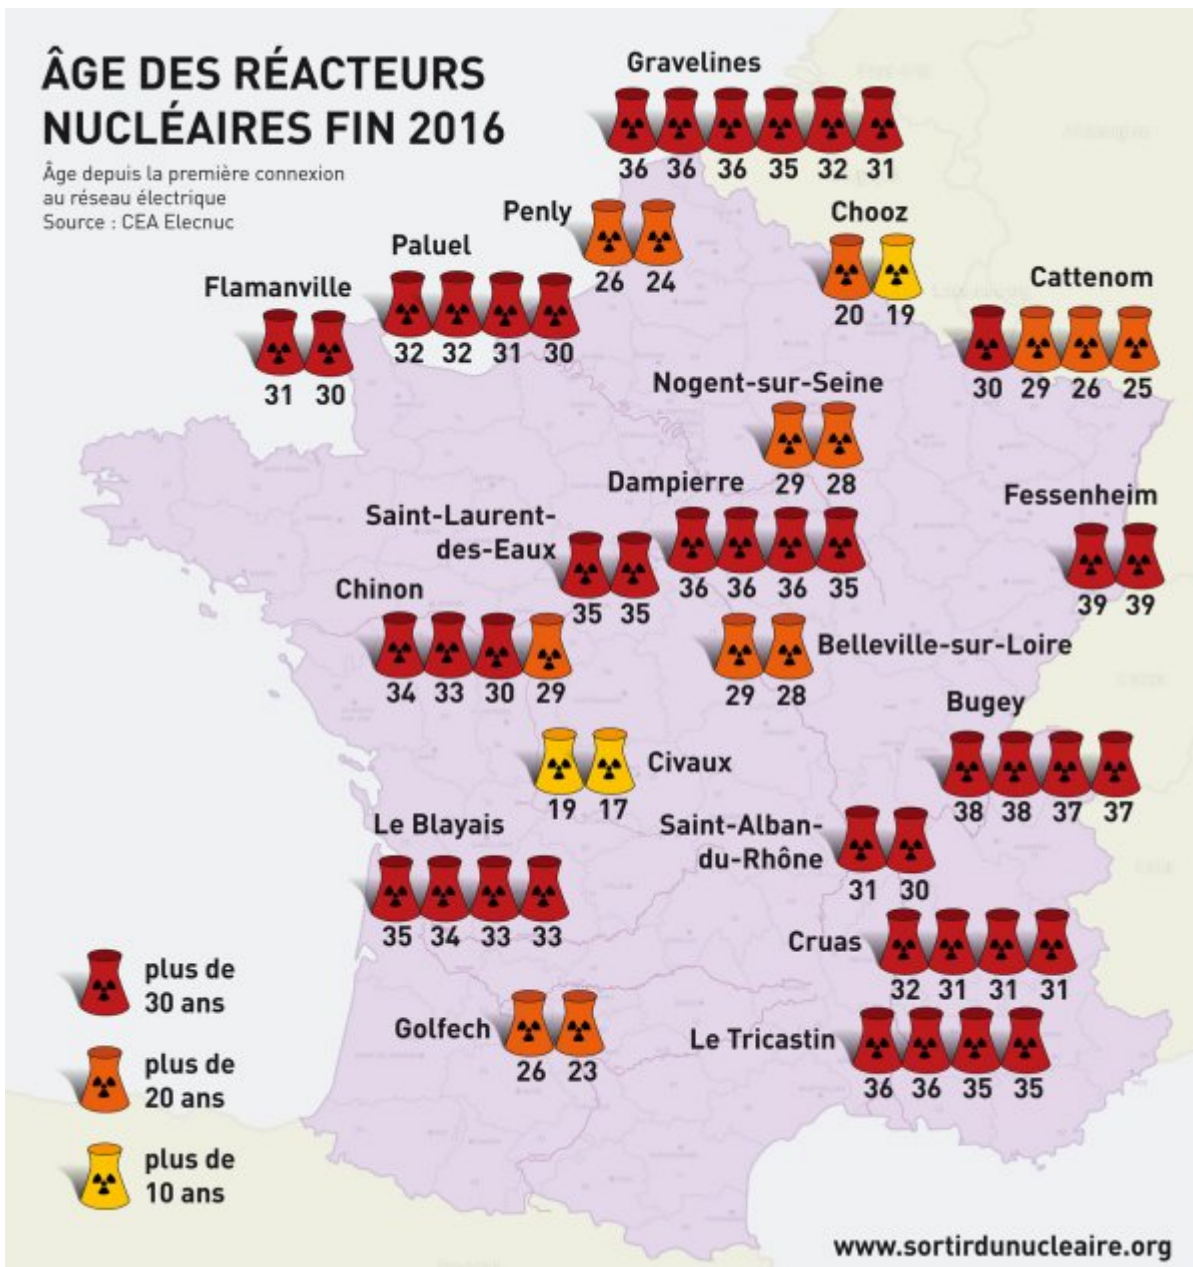 ÂGE DES RÉACTEURS
NUCLÉAIRES FIN 2016
Âge depuis la première connexion
au réseau électrique
Source : CEA Elecnuc
Gravelines
36 36 36 35 32 31
Penly
26 24
Chooz
20 19
Paluel
32 32 31 30
Flamanville
31 30
Cattenom
30 29 26 25
Nogent-sur-Seine
29 28
Dampierre
36 36 36 35
Fessenheim
39 39
Saint-Laurent-
des-Eaux
35 35
Chinon
34 33 30 29
Belleville-sur-Loire
29 28
Bugey
38 38 37 37
Civaux
19 17
Le Blayais
35 34 33 33
Saint-Alban-
du-Rhône
31 30
Cruas
32 31 31 31
Golfech
26 23
Le Tricastin
36 36 35 35
plus de
30 ans
plus de
20 ans
plus de
10 ans
www.sortirdunucleaire.org